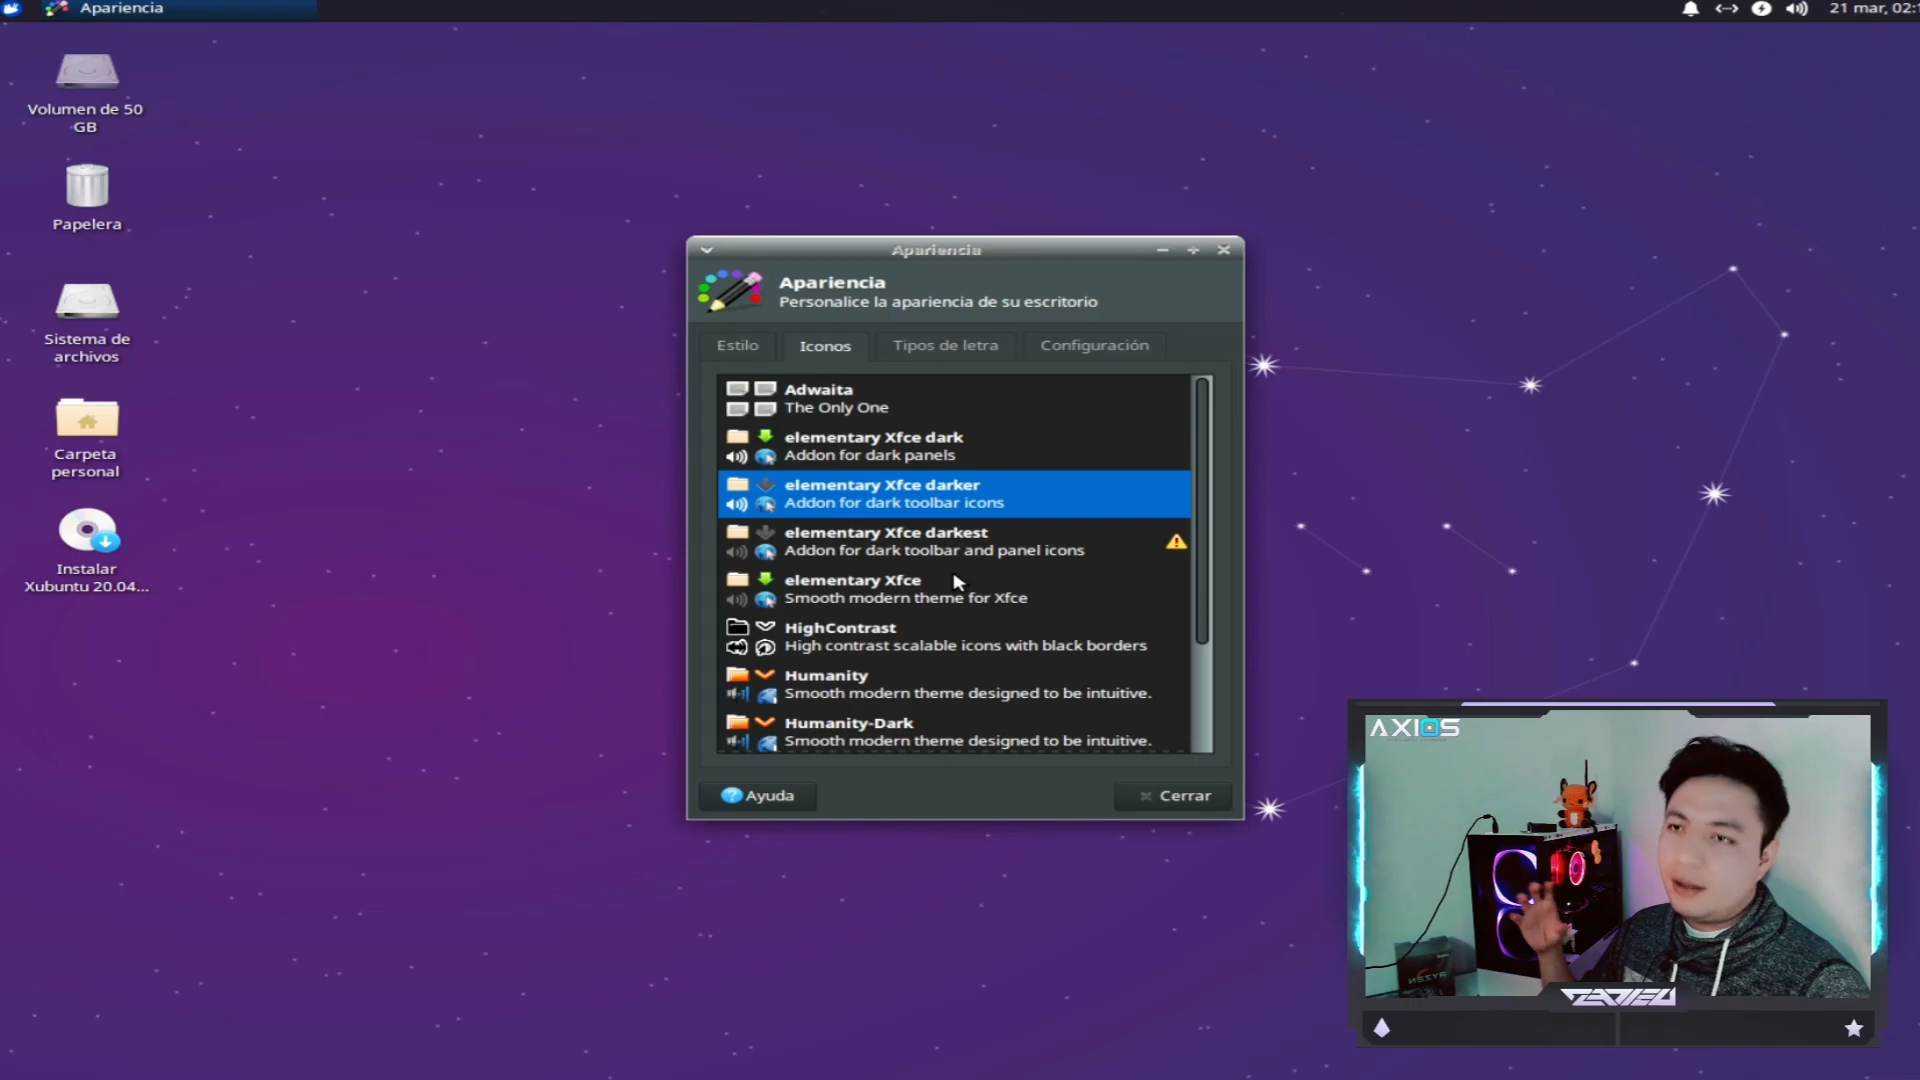 Apariencia
21 mar, 02:1
Volumen de 50
GB
Papelera
Sistema de
archivos
Carpeta
personal
Instalar
Xubuntu 20.04...
Apariencia
Apariencia
Personalice la apariencia de su escritorio
Estilo
Iconos
Tipos de letra
Configuración
Adwaita
The Only One
elementary Xfce dark
Addon for dark panels
elementary Xfce darker
Addon for dark toolbar icons
elementary Xfce darkest
Addon for dark toolbar and panel icons
elementary Xfce
Smooth modern theme for Xfce
HighContrast
High contrast scalable icons with black borders
Humanity
Smooth modern theme designed to be intuitive.
Humanity-Dark
Smooth modern theme designed to be intuitive.
Ayuda
Cerrar
AXIOS
RYZEN